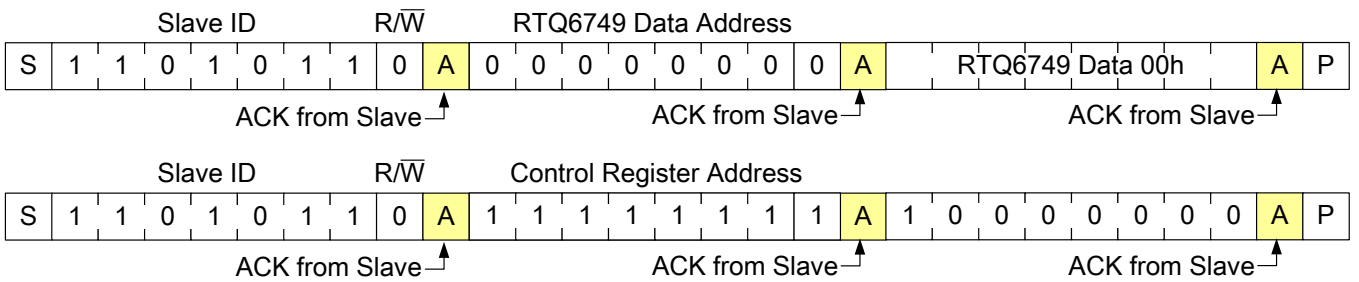 Slave ID R/W̅ RTQ6749 Data Address
S 1 1 0 1 0 1 1 0 A 0 0 0 0 0 0 0 0 A RTQ6749 Data 00h A P
ACK from Slave ACK from Slave ACK from Slave
Slave ID R/W̅ Control Register Address
S 1 1 0 1 0 1 1 0 A 1 1 1 1 1 1 1 1 A 1 0 0 0 0 0 0 0 A P
ACK from Slave ACK from Slave ACK from Slave